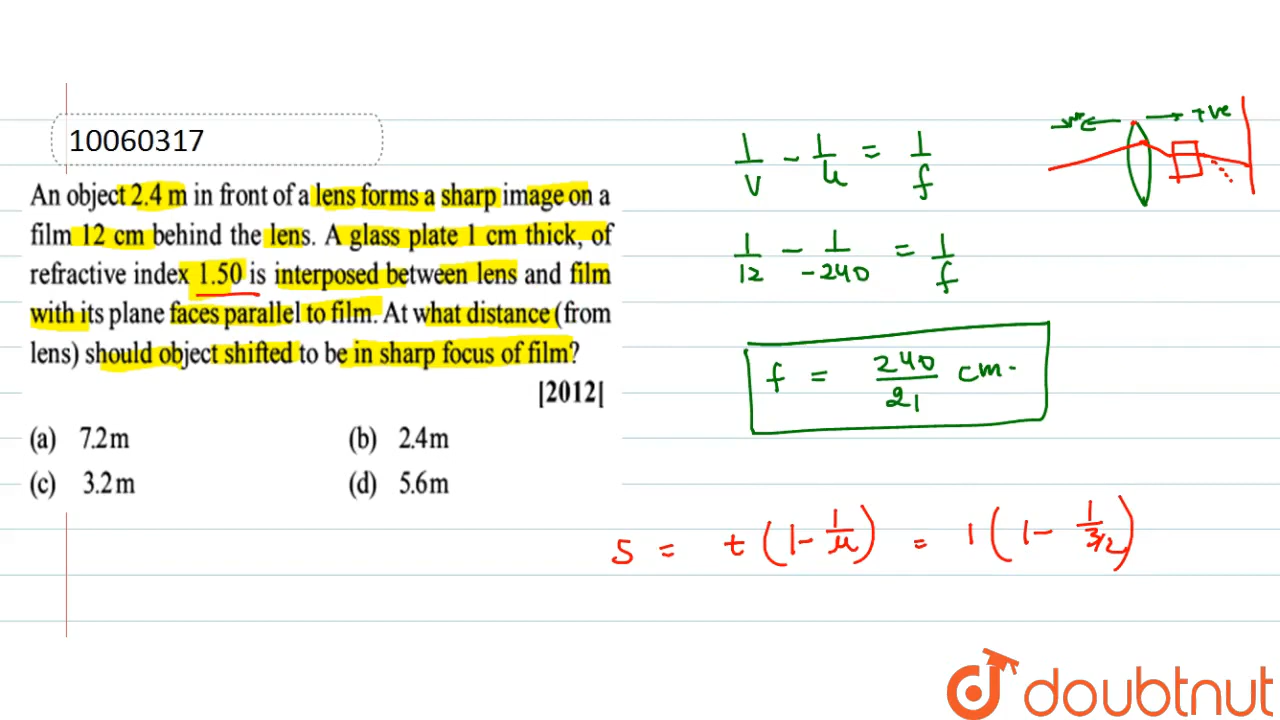 10060317
An object 2.4 m in front of a lens forms a sharp image on a
film 12 cm behind the lens. A glass plate 1 cm thick, of
refractive index 1.50 is interposed between lens and film
with its plane faces parallel to film. At what distance (from
lens) should object shifted to be in sharp focus of film?
[2012[
(a) 7.2 m (b) 2.4 m
(c) 3.2 m (d) 5.6 m
1/v - 1/u = 1/f
1/12 - 1/-240 = 1/f
f = 240/21 cm.
+ve
S = t(1 - 1/μ) = 1(1 - 1/3/2)
doubtnut